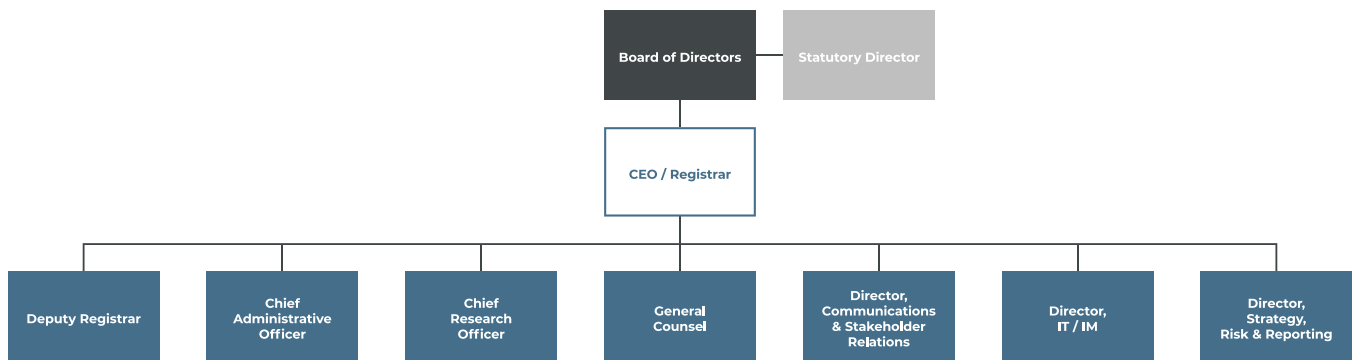 Board of Directors
Statutory Director
CEO / Registrar
Deputy Registrar
Chief
Administrative
Officer
Chief
Research
Officer
General
Counsel
Director,
Communications
& Stakeholder
Relations
Director,
IT / IM
Director,
Strategy,
Risk & Reporting